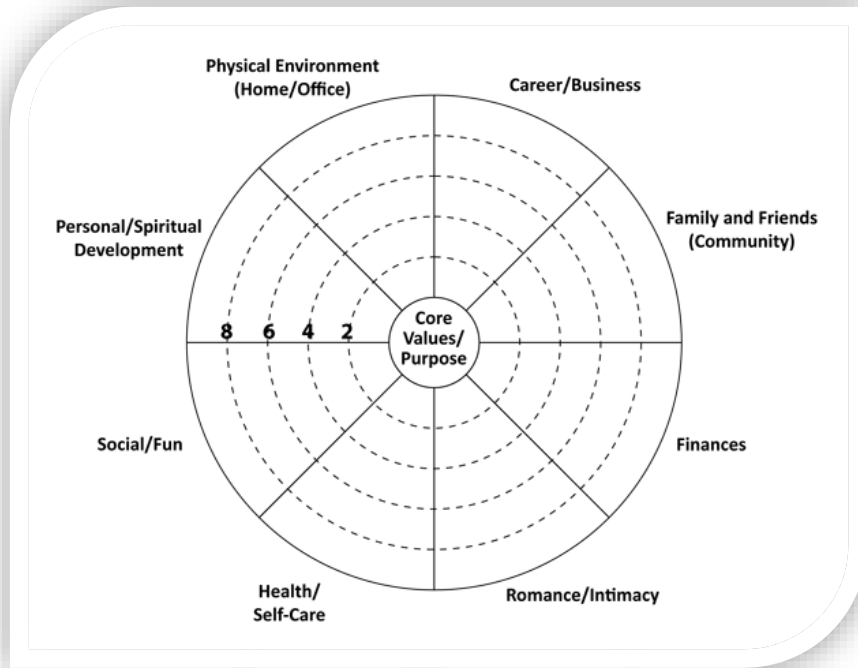 Physical Environment
(Home/Office)
Career/Business
Personal/Spiritual
Development
Family and Friends
(Community)
8 6 4 2
Core
Values/
Purpose
Social/Fun
Finances
Health/
Self-Care
Romance/Intimacy